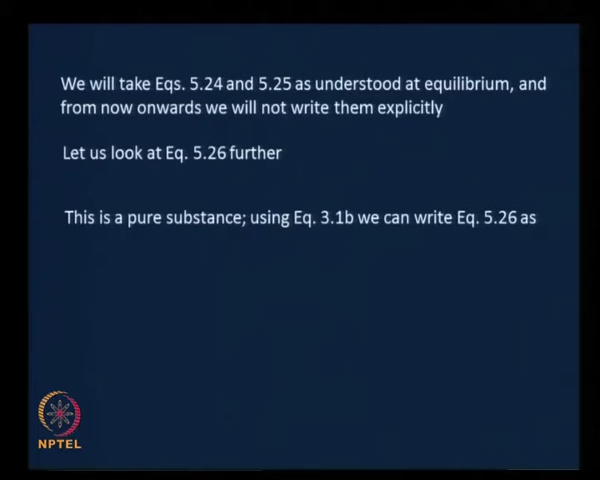 We will take Eqs. 5.24 and 5.25 as understood at equilibrium, and
from now onwards we will not write them explicitly
Let us look at Eq. 5.26 further
This is a pure substance; using Eq. 3.1b we can write Eq. 5.26 as
NPTEL